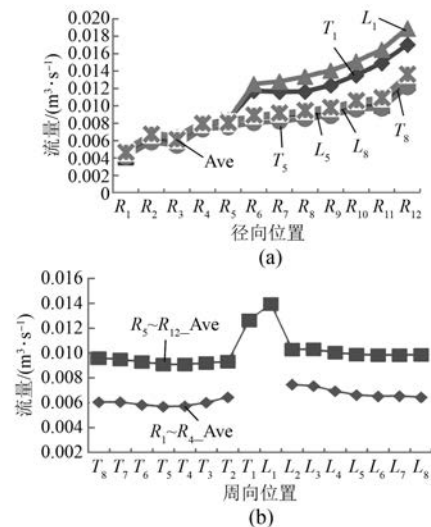 0.020
0.018
0.016
0.014
0.012
0.010
0.008
0.006
0.004
0.002
0
流量/(m³·s⁻¹)
L₁
T₁
Ave
T₅
L₅
L₈
T₈
R₁ R₂ R₃ R₄ R₅ R₆ R₇ R₈ R₉ R₁₀ R₁₁ R₁₂
径向位置
(a)
0.016
0.014
0.012
0.010
0.008
0.006
0.004
0.002
流量/(m³·s⁻¹)
R₅~R₁₂_Ave
R₁~R₄_Ave
T₈ T₇ T₆ T₅ T₄ T₃ T₂ T₁ L₁ L₂ L₃ L₄ L₅ L₆ L₇ L₈
周向位置
(b)